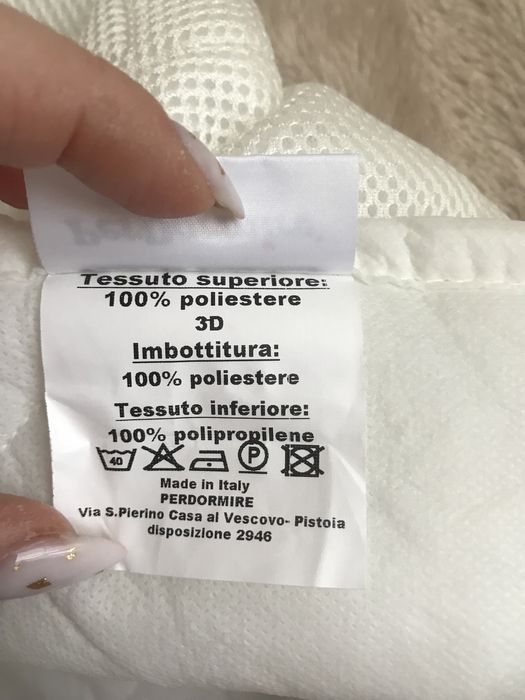 Tessuto superiore:
100% poliestere
3D
Imbottitura:
100% poliestere
Tessuto inferiore:
100% polipropilene
40 P
Made in Italy
PERDORMIRE
Via S.Pierino Casa al Vescovo- Pistoia
disposizione 2946